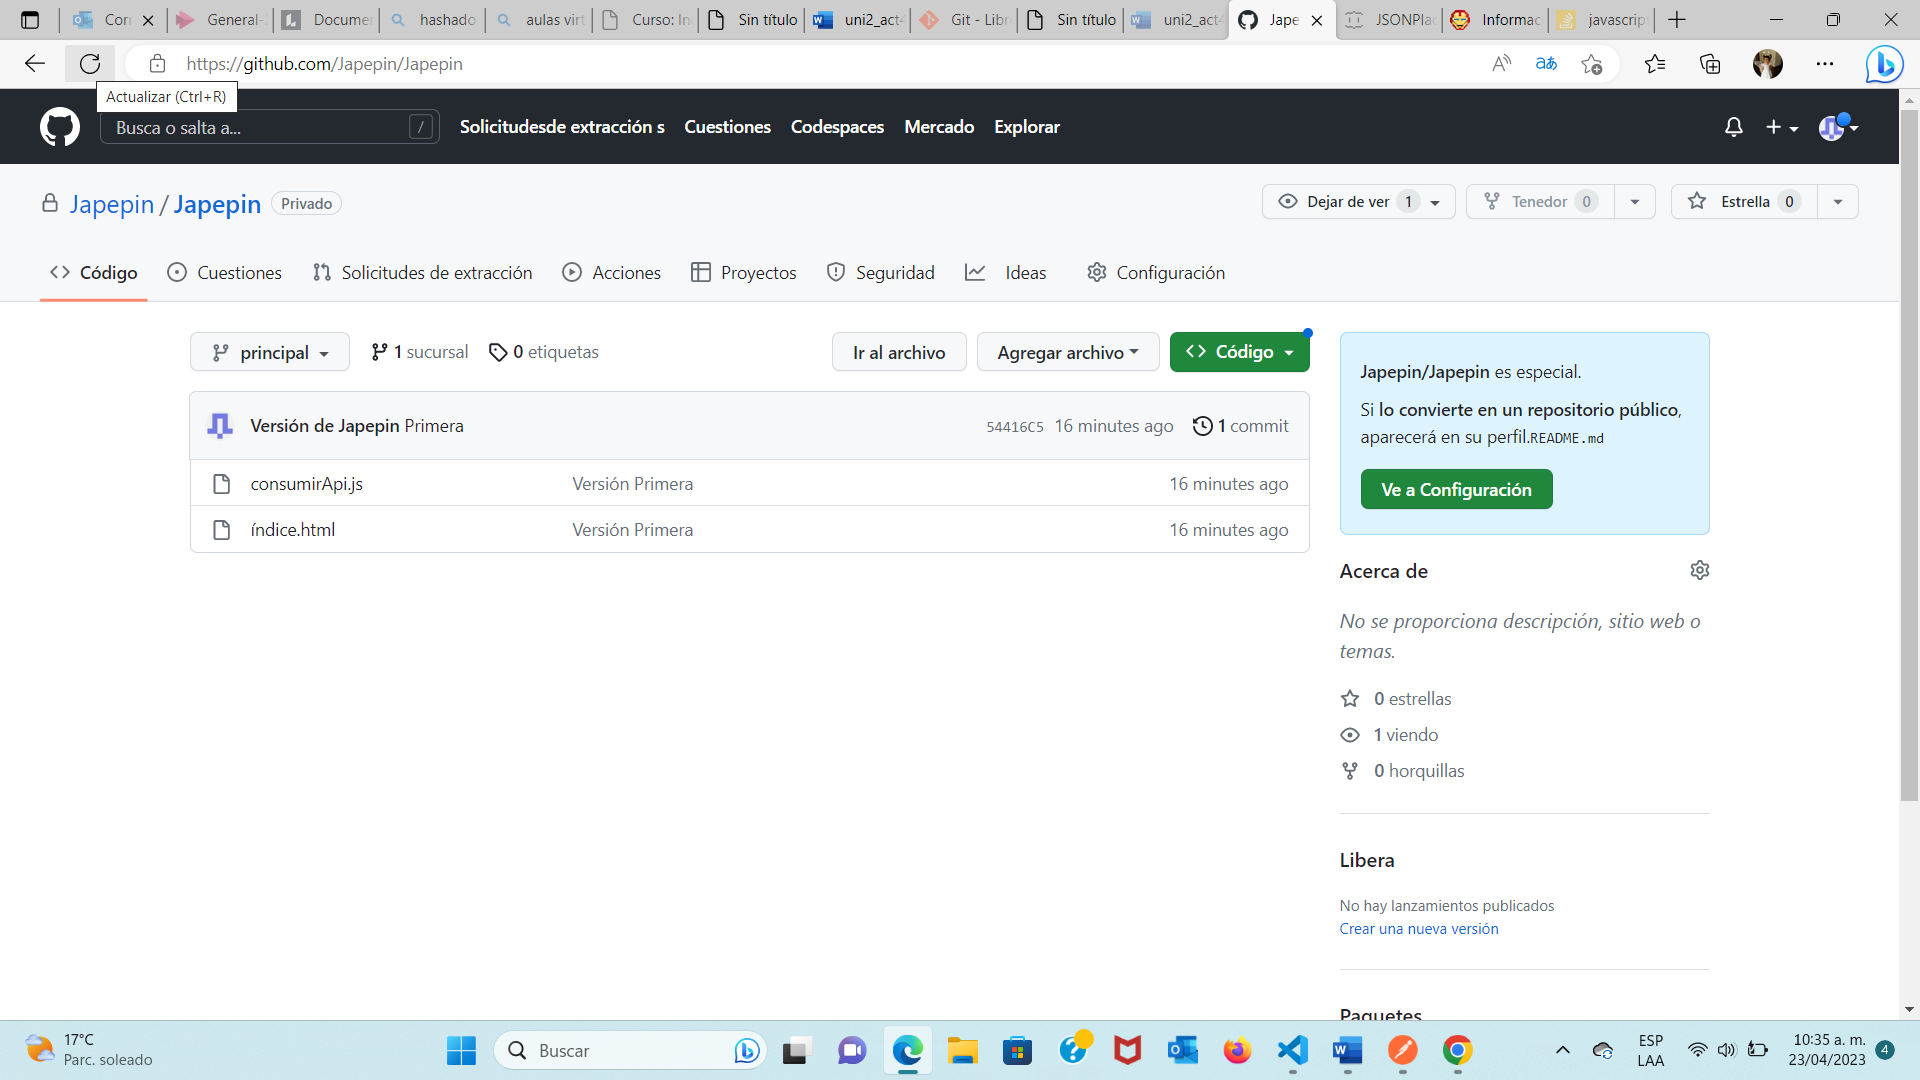 Cor
General-
Documen
hashado
aulas virt
Curso: In
Sin título
uni2_act4
Git - Libr
Sin título
uni2_act4
Jape
JSONPlac
Informac
javascrip
https://github.com/Japepin/Japepin
Actualizar (Ctrl+R)
Busca o salta a...
/
Solicitudesde extracción s
Cuestiones
Codespaces
Mercado
Explorar
Japepin / Japepin
Privado
Dejar de ver 1
Tenedor 0
Estrella 0
Código
Cuestiones
Solicitudes de extracción
Acciones
Proyectos
Seguridad
Ideas
Configuración
principal
1 sucursal
0 etiquetas
Ir al archivo
Agregar archivo
Código
Versión de Japepin Primera
54416C5
16 minutes ago
1 commit
consumirApi.js
Versión Primera
16 minutes ago
índice.html
Versión Primera
16 minutes ago
Japepin/Japepin es especial.
Si lo convierte en un repositorio público,
aparecerá en su perfil.README.md
Ve a Configuración
Acerca de
No se proporciona descripción, sitio web o
temas.
0 estrellas
1 viendo
0 horquillas
Libera
No hay lanzamientos publicados
Crear una nueva versión
Paquetes
17°C
Parc. soleado
Buscar
ESP
LAA
10:35 a. m.
23/04/2023
4